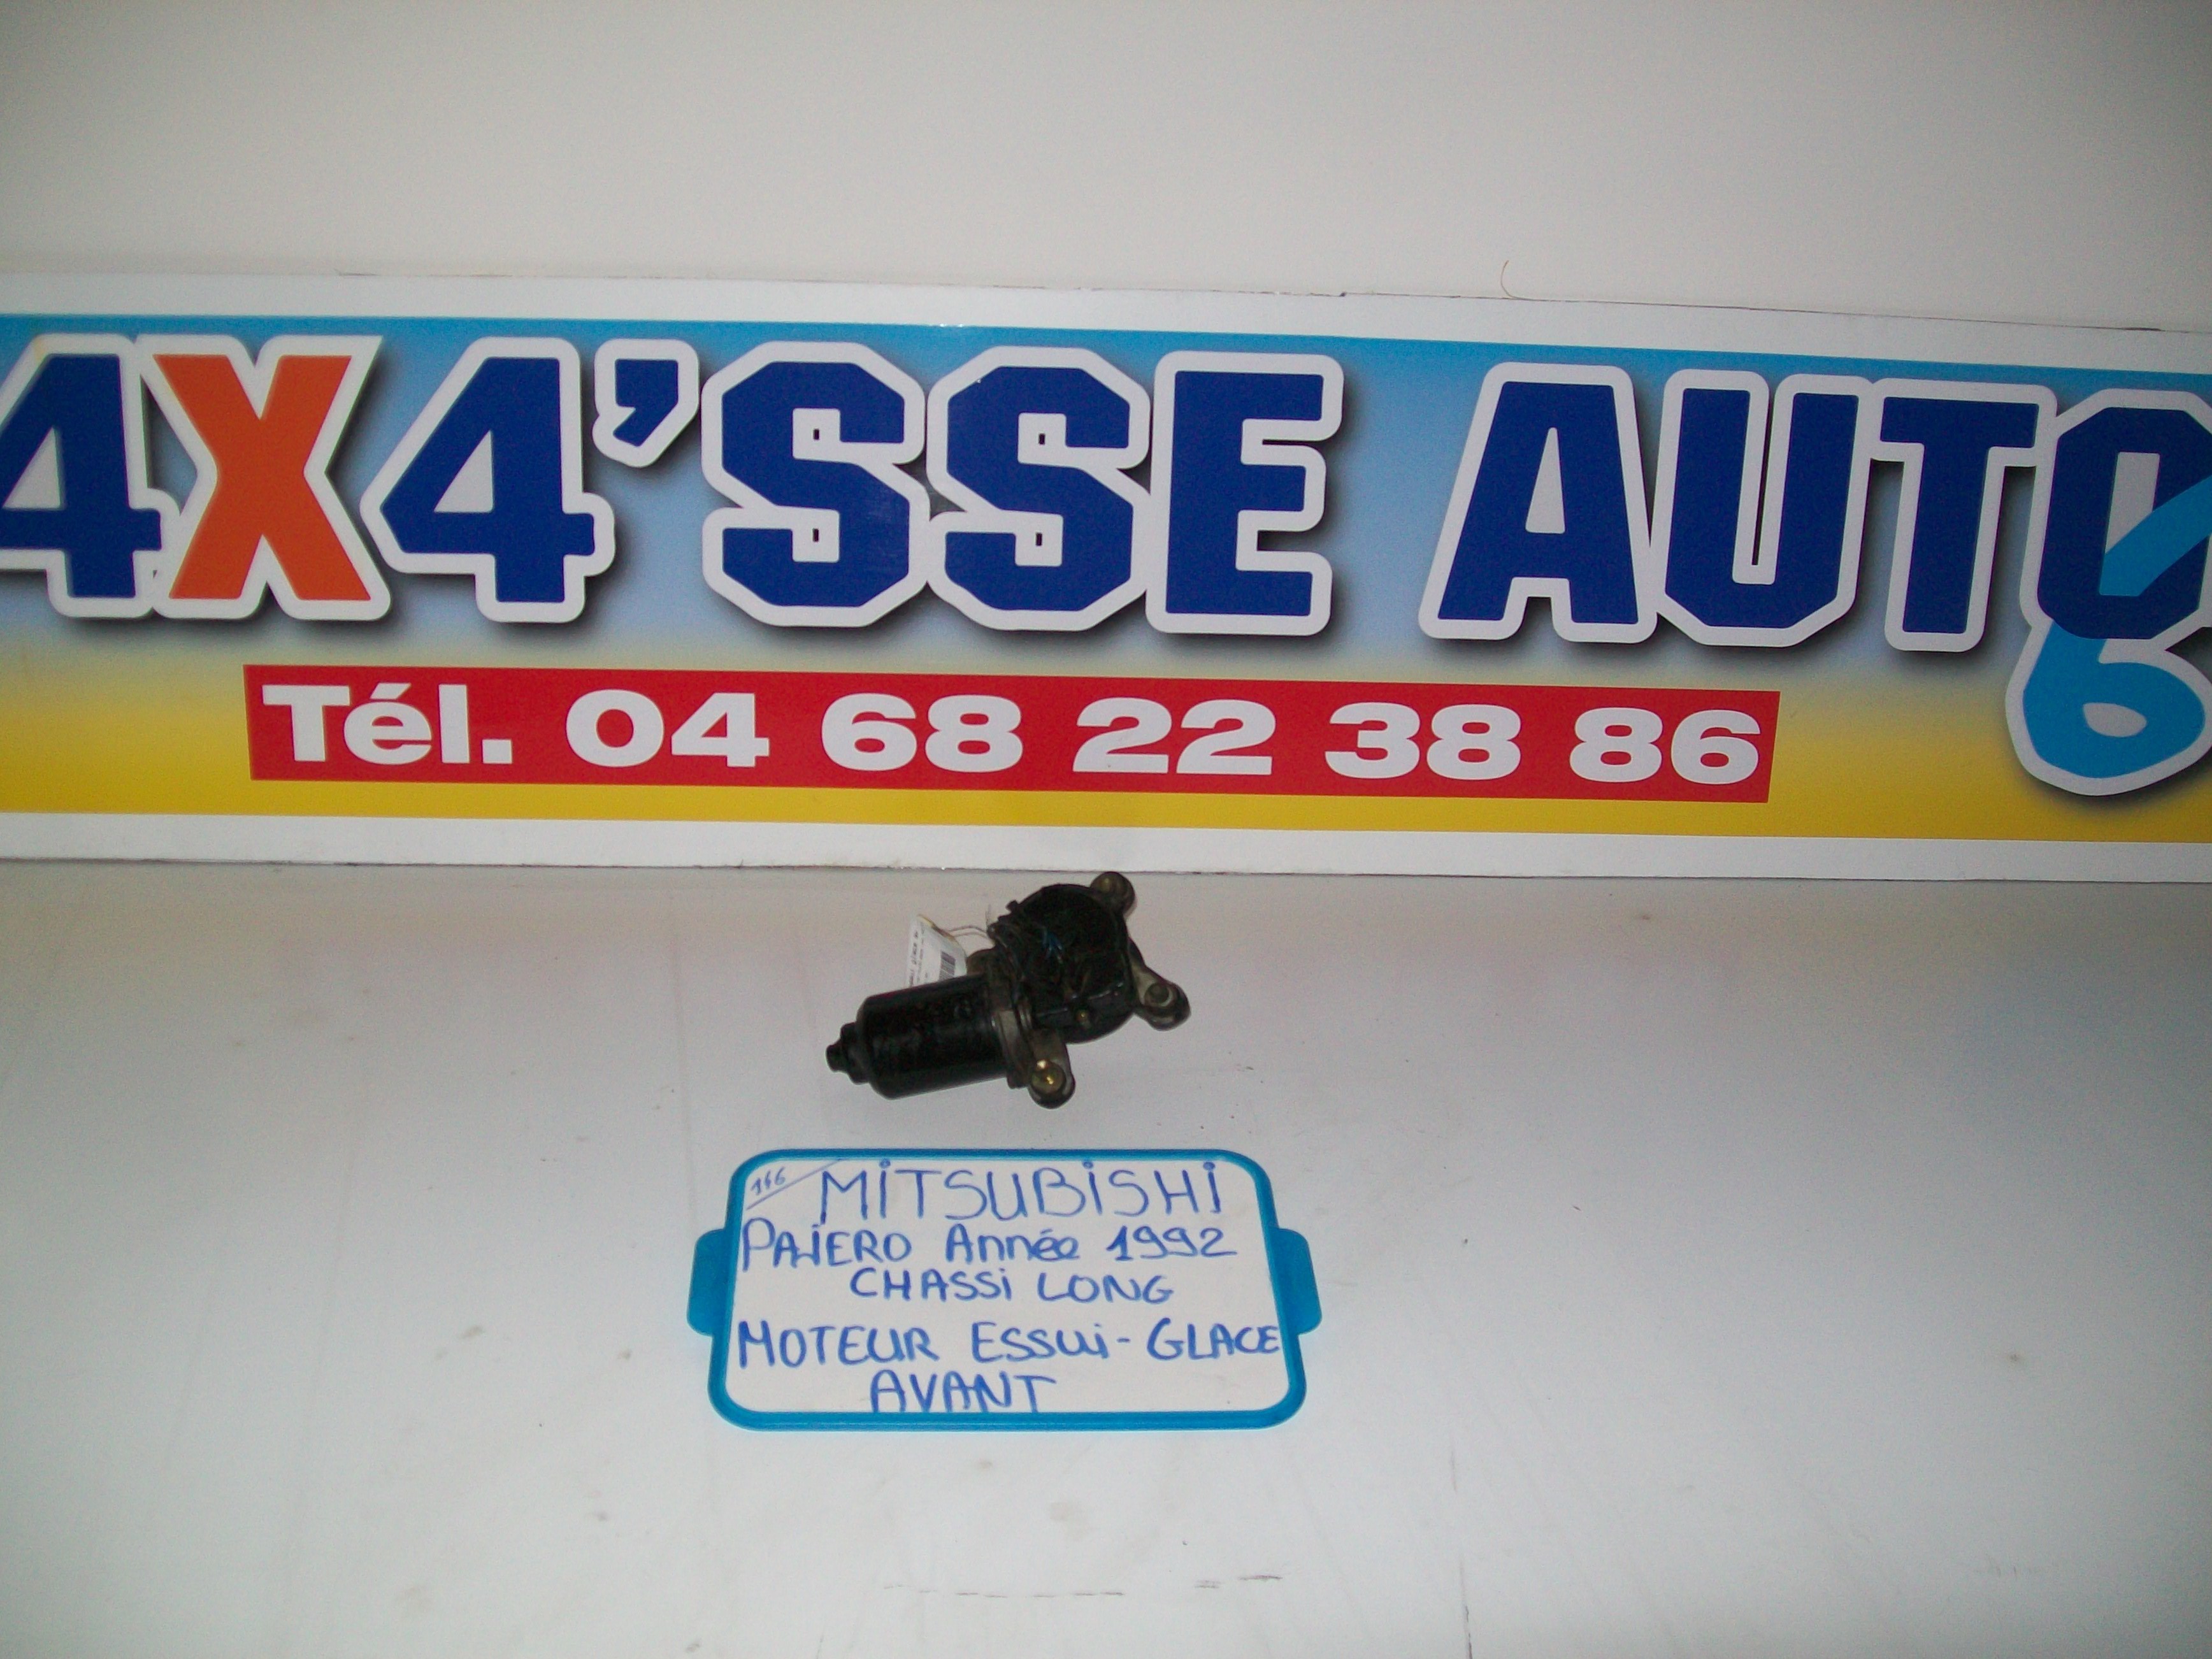 4X4'SSE AUTO
Tél. 04 68 22 38 86
MITSUBISHI
PAJERO Année 1992
CHASSI LONG
MOTEUR ESSUI-GLACE
AVANT